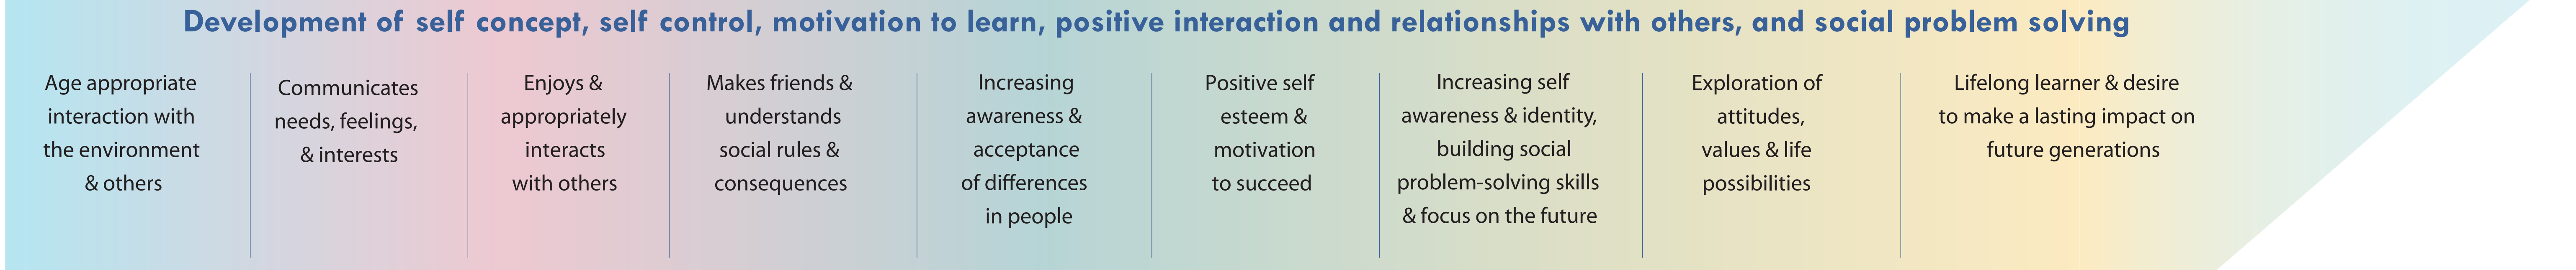 Development of self concept, self control, motivation to learn, positive interaction and relationships with others, and social problem solving
Age appropriate
interaction with
the environment
& others
Communicates
needs, feelings,
& interests
Enjoys &
appropriately
interacts
with others
Makes friends &
understands
social rules &
consequences
Increasing
awareness &
acceptance
of differences
in people
Positive self
esteem &
motivation
to succeed
Increasing self
awareness & identity,
building social
problem-solving skills
& focus on the future
Exploration of
attitudes,
values & life
possibilities
Lifelong learner & desire
to make a lasting impact on
future generations